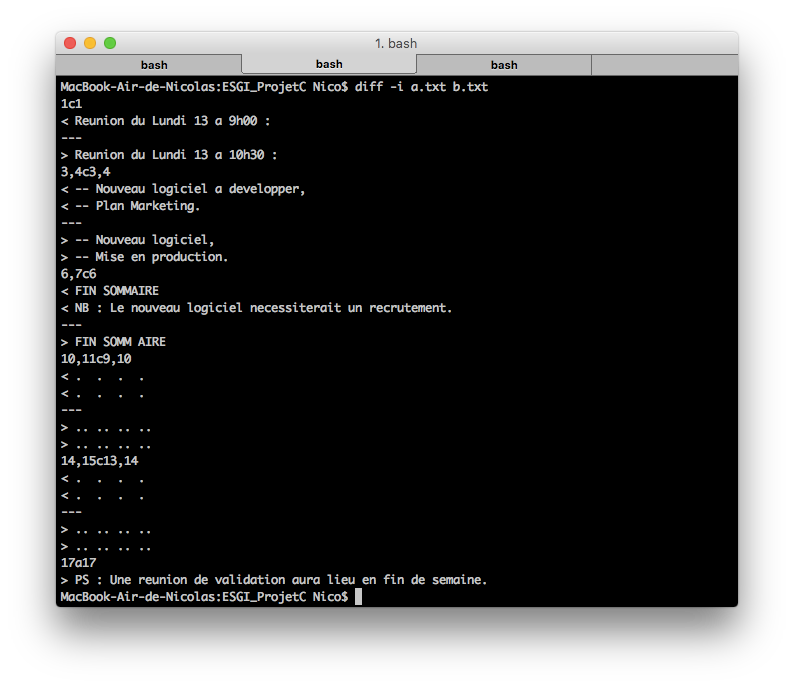 1. bash
bash bash bash
MacBook-Air-de-Nicolas:ESGI_ProjetC Nico$ diff -i a.txt b.txt
1c1
< Reunion du Lundi 13 a 9h00 :
---
> Reunion du Lundi 13 a 10h30 :
3,4c3,4
< -- Nouveau logiciel a developper,
< -- Plan Marketing.
---
> -- Nouveau logiciel,
> -- Mise en production.
6,7c6
< FIN SOMMAIRE
< NB : Le nouveau logiciel necessiterait un recrutement.
---
> FIN SOMM AIRE
10,11c9,10
< .  .  .  .
< .  .  .  .
---
> .. .. .. ..
> .. .. .. ..
14,15c13,14
< .  .  .  .
< .  .  .  .
---
> .. .. .. ..
> .. .. .. ..
17a17
> PS : Une reunion de validation aura lieu en fin de semaine.
MacBook-Air-de-Nicolas:ESGI_ProjetC Nico$